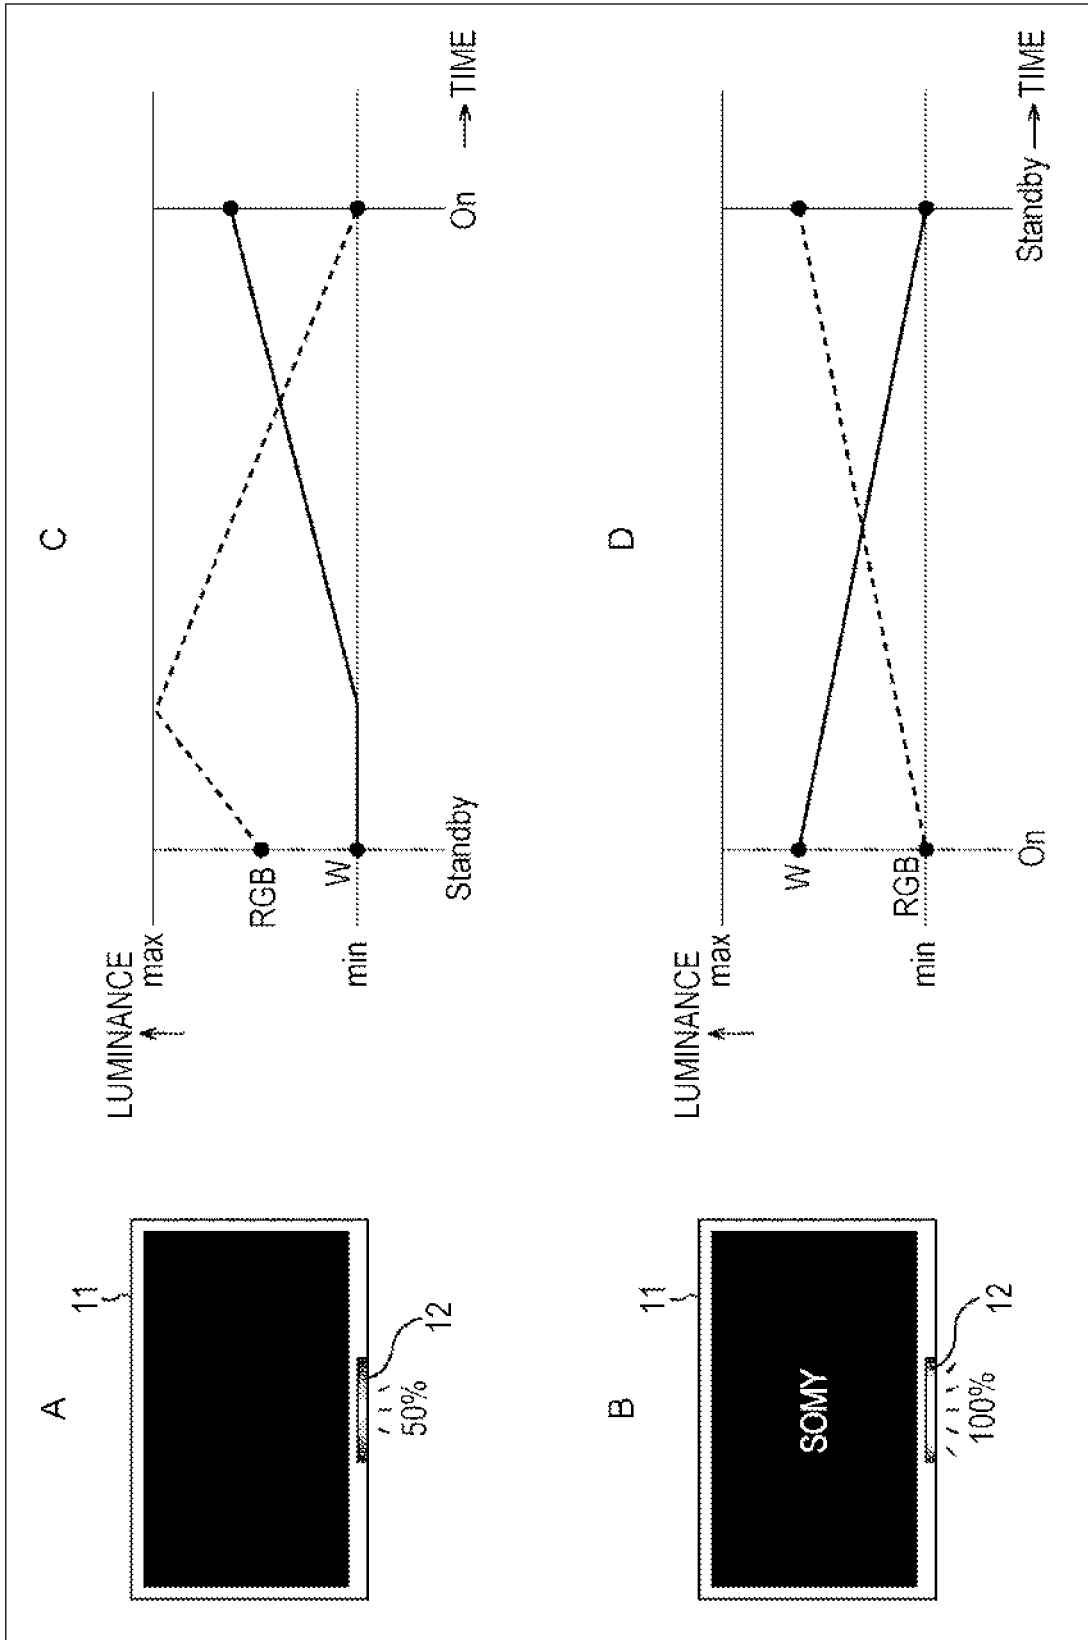 A
11
12
50%
B
11
SOMY
12
100%
C
LUMINANCE
max
RGB
W
min
Standby
On
→ TIME
D
LUMINANCE
max
W
RGB
min
On
Standby → TIME